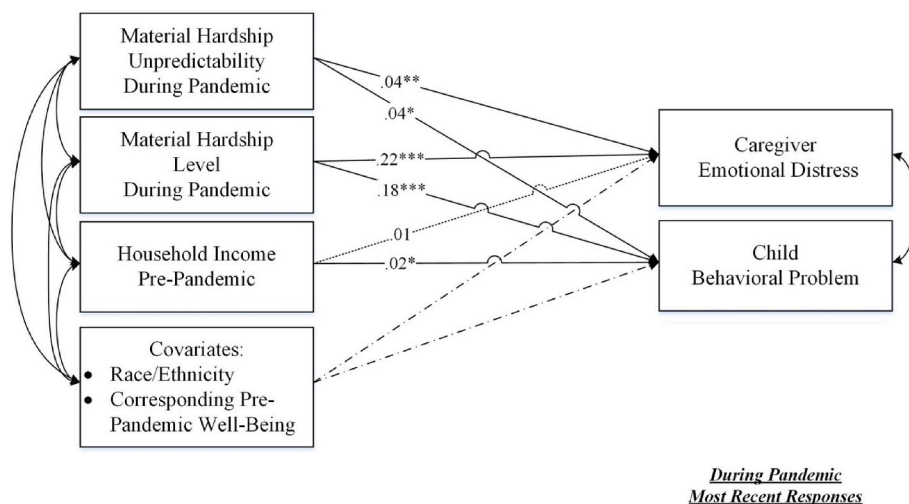 Material Hardship
Unpredictability
During Pandemic
Material Hardship
Level
During Pandemic
Household Income
Pre-Pandemic
Covariates:
• Race/Ethnicity
• Corresponding Pre-
Pandemic Well-Being
.04**
.04*
.22***
.18***
.01
.02*
Caregiver
Emotional Distress
Child
Behavioral Problem
During Pandemic
Most Recent Responses